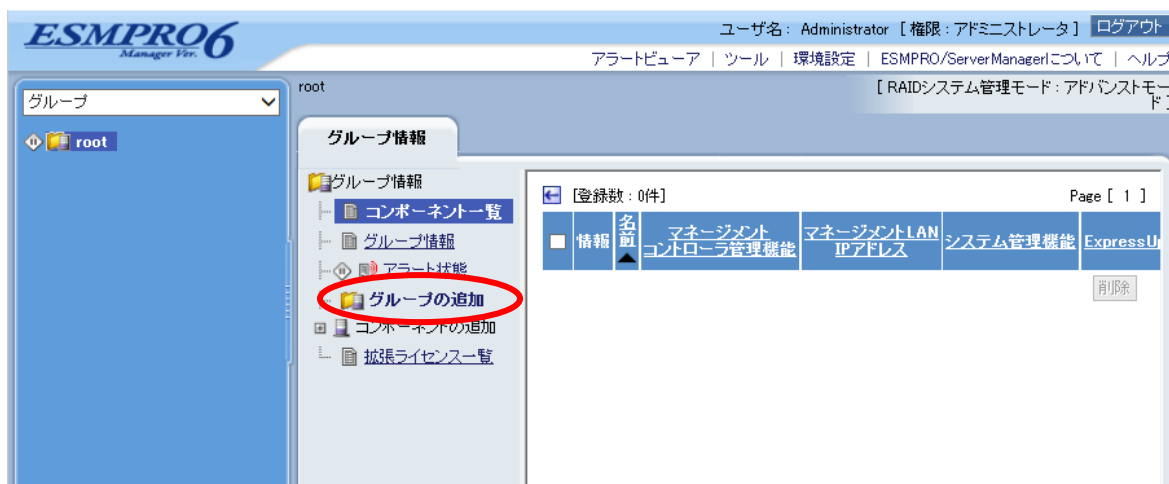 ESMPRO6
Manager Ver.
ユーザ名： Administrator [ 権限：アドミニストレータ ] ログアウト
アラートビューア | ツール | 環境設定 | ESMPRO/ServerManagerについて | ヘルプ
グループ
root
root
[ RAIDシステム管理モード：アドバンストモード ]
グループ情報
グループ情報
コンポーネント一覧
グループ情報
アラート状態
グループの追加
コンポーネントの追加
拡張ライセンス一覧
[登録数：0件]
Page [ 1 ]
情報 名前 マネージメントコントローラ管理機能 マネージメントLAN IPアドレス システム管理機能 ExpressU
削除